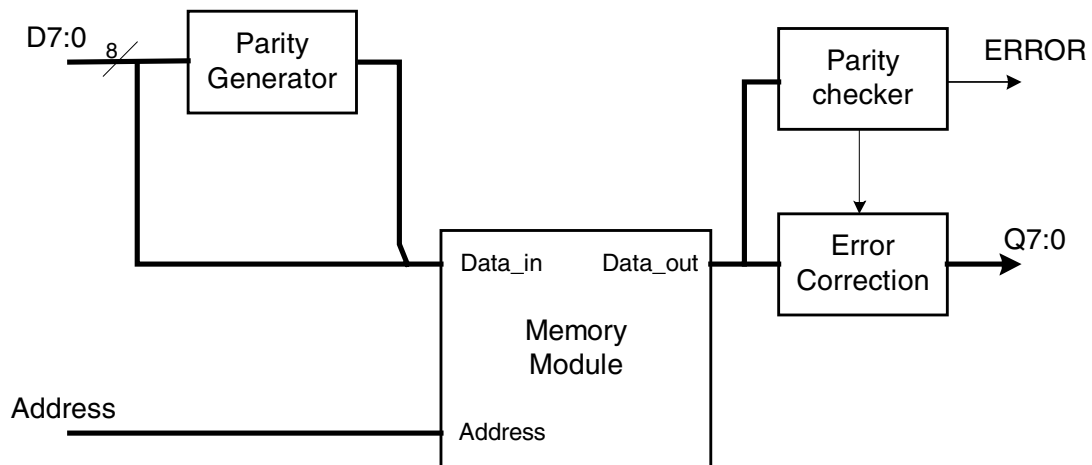 D7:0
8
Parity
Generator
Parity
checker
ERROR
Data_in
Data_out
Error
Correction
Q7:0
Memory
Module
Address
Address